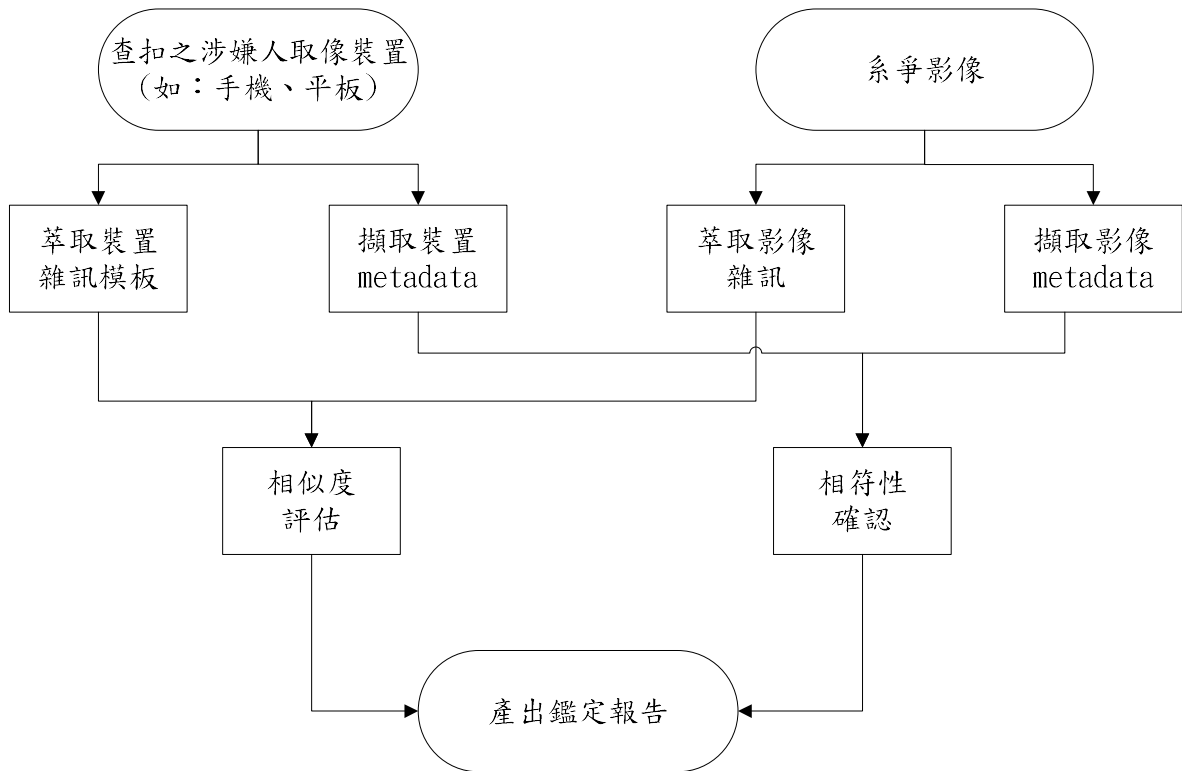 查扣之涉嫌人取像裝置
(如：手機、平板)
系爭影像
萃取裝置
雜訊模板
擷取裝置
metadata
萃取影像
雜訊
擷取影像
metadata
相似度
評估
相符性
確認
產出鑑定報告